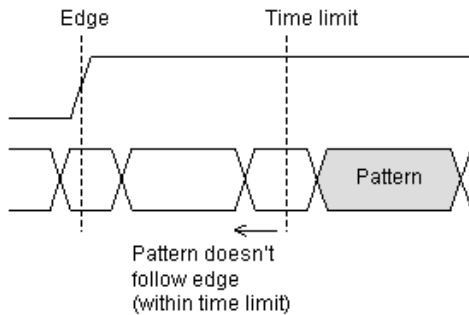 Edge
Time limit
Pattern
Pattern doesn't
follow edge
(within time limit)